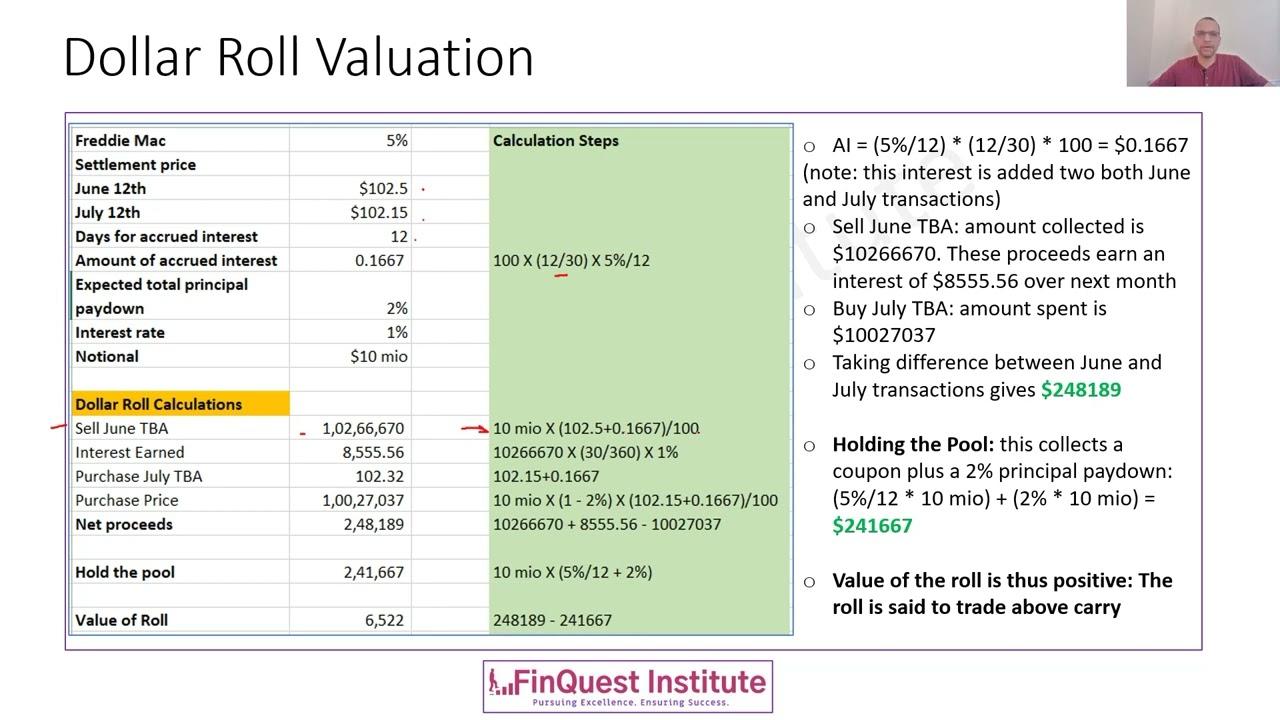 Dollar Roll Valuation
Freddie Mac 5% Calculation Steps
Settlement price
June 12th $102.5
July 12th $102.15
Days for accrued interest 12
Amount of accrued interest 0.1667 100 X (12/30) X 5%/12
Expected total principal
paydown 2%
Interest rate 1%
Notional $10 mio
Dollar Roll Calculations
Sell June TBA 1,02,66,670 10 mio X (102.5+0.1667)/100
Interest Earned 8,555.56 10266670 X (30/360) X 1%
Purchase July TBA 102.32 102.15+0.1667
Purchase Price 1,00,27,037 10 mio X (1 - 2%) X (102.15+0.1667)/100
Net proceeds 2,48,189 10266670 + 8555.56 - 10027037
Hold the pool 2,41,667 10 mio X (5%/12 + 2%)
Value of Roll 6,522 248189 - 241667
o AI = (5%/12) * (12/30) * 100 = $0.1667
(note: this interest is added two both June
and July transactions)
o Sell June TBA: amount collected is
$10266670. These proceeds earn an
interest of $8555.56 over next month
o Buy July TBA: amount spent is
$10027037
o Taking difference between June and
July transactions gives $248189
o Holding the Pool: this collects a
coupon plus a 2% principal paydown:
(5%/12 * 10 mio) + (2% * 10 mio) =
$241667
o Value of the roll is thus positive: The
roll is said to trade above carry
FinQuest Institute
Pursuing Excellence. Ensuring Success.